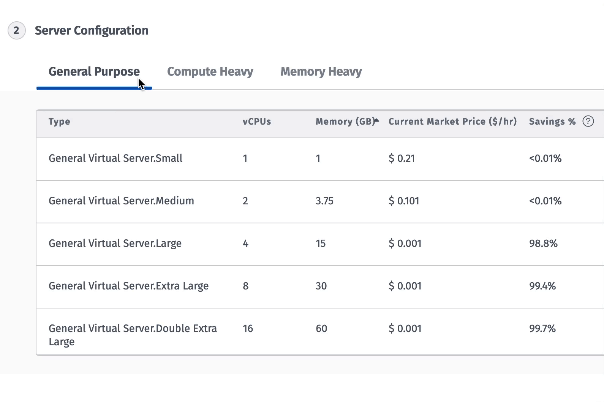 2 Server Configuration
General Purpose Compute Heavy Memory Heavy
Type vCPUs Memory (GB) Current Market Price ($/hr) Savings % ?
General Virtual Server.Small 1 1 $ 0.21 <0.01%
General Virtual Server.Medium 2 3.75 $ 0.101 <0.01%
General Virtual Server.Large 4 15 $ 0.001 98.8%
General Virtual Server.Extra Large 8 30 $ 0.001 99.4%
General Virtual Server.Double Extra 16 60 $ 0.001 99.7%
Large